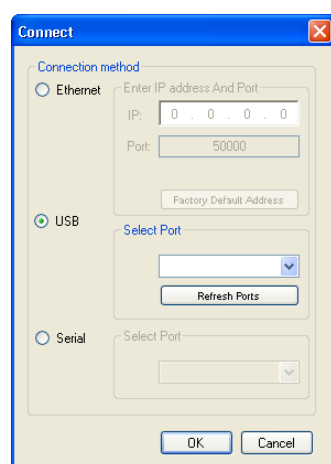 Connect
Connection method
Ethernet
Enter IP address And Port
IP: 0 . 0 . 0 . 0
Port: 50000
Factory Default Address
USB
Select Port
Refresh Ports
Serial
Select Port
OK Cancel